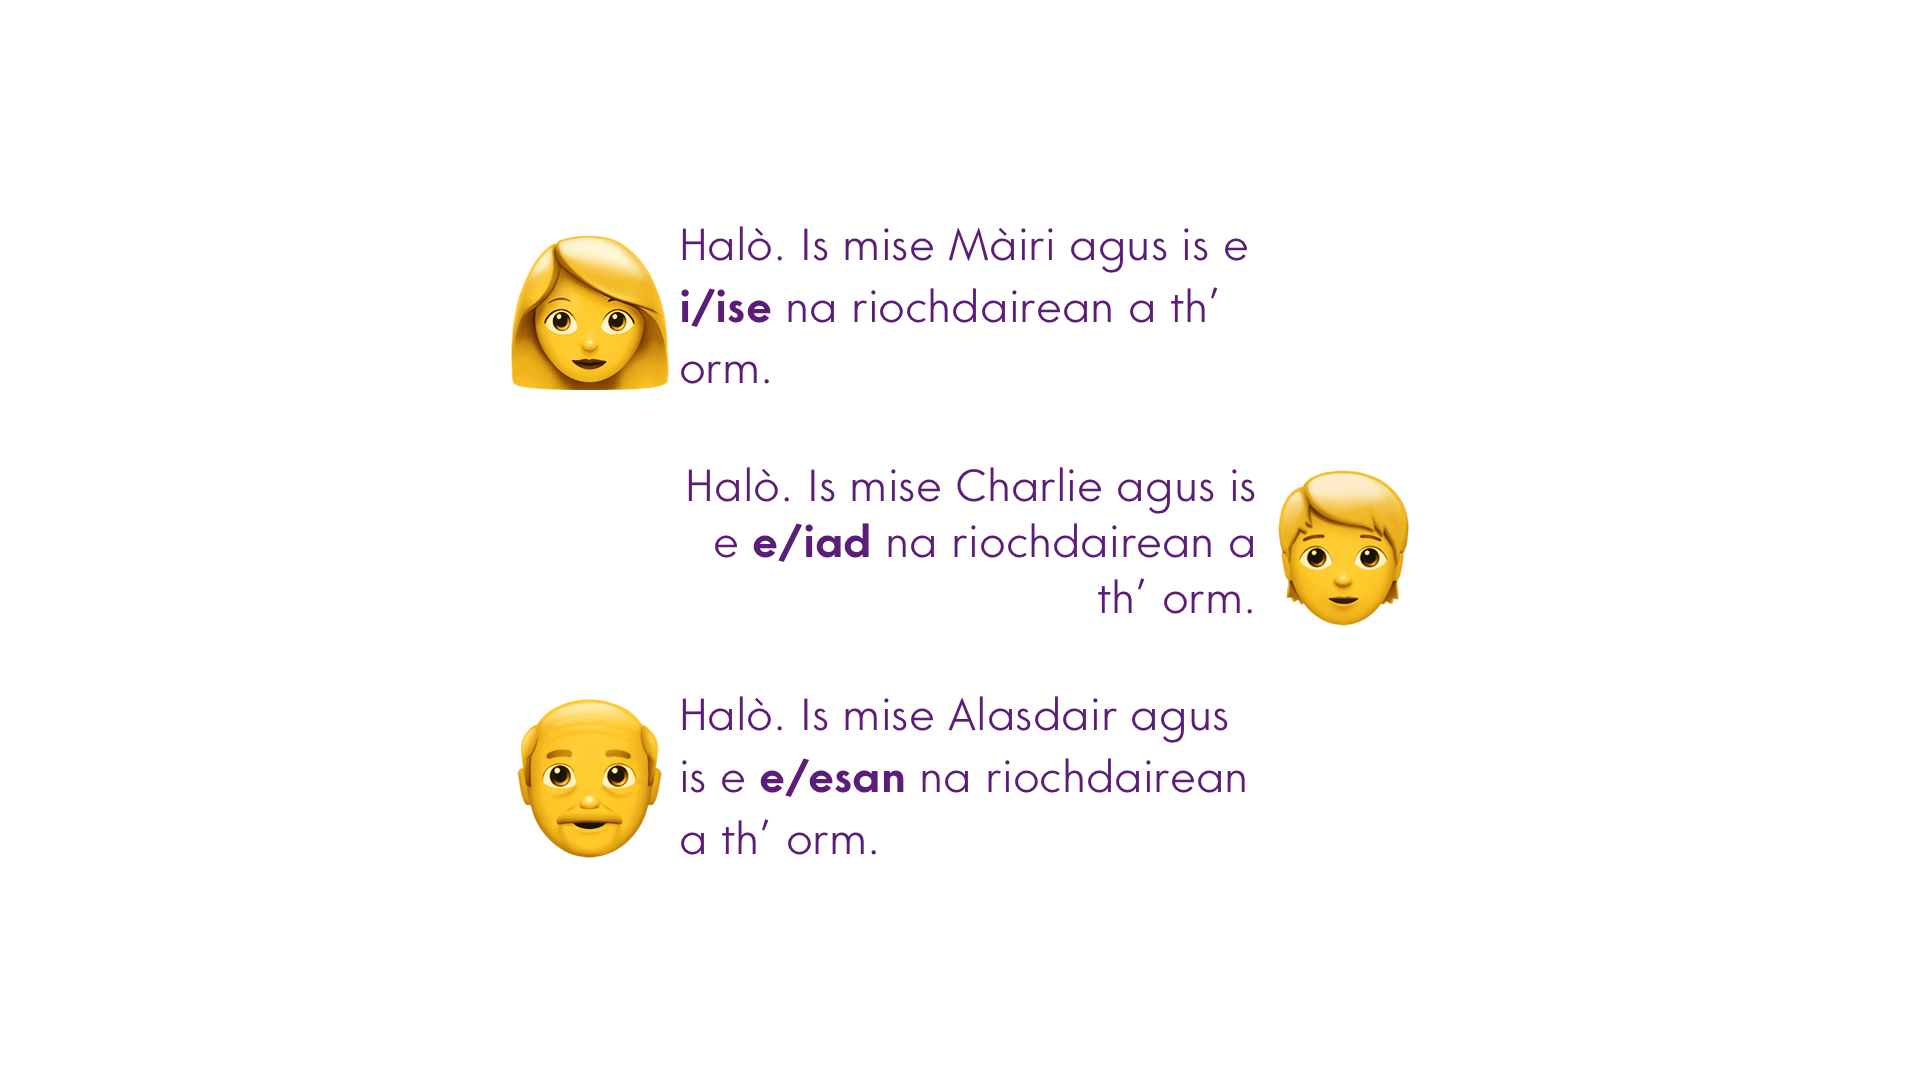 Halò. Is mise Màiri agus is e
i/ise na riochdairean a th’
orm.
Halò. Is mise Charlie agus is
e e/iad na riochdairean a
th’ orm.
Halò. Is mise Alasdair agus
is e e/esan na riochdairean
a th’ orm.